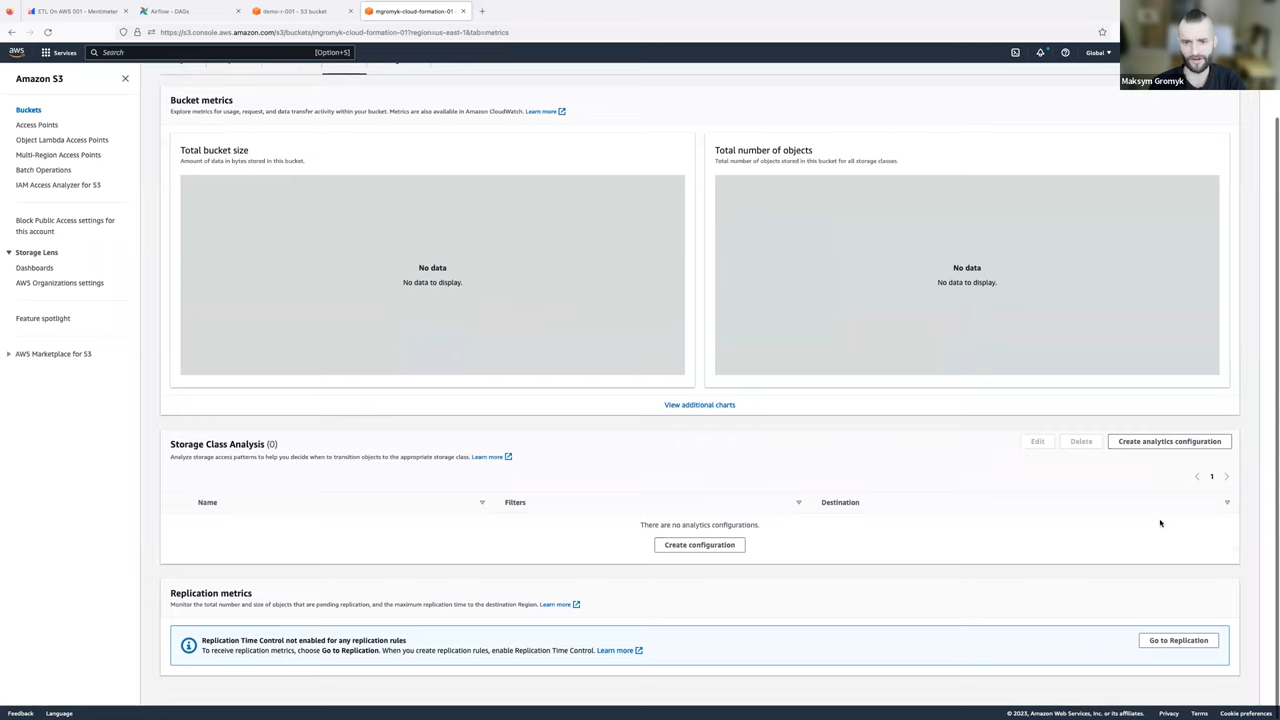 ETL On AWS 001 - Mentimeter
Airflow - DAGs
demo-r-001 - S3 bucket
mgromyk-cloud-formation-01 -
https://s3.console.aws.amazon.com/s3/buckets/mgromyk-cloud-formation-01?region=us-east-1&tab=metrics
aws
Services
Search
[Option+S]
Global
Maksym Gromyk
Amazon S3
Buckets
Access Points
Object Lambda Access Points
Multi-Region Access Points
Batch Operations
IAM Access Analyzer for S3
Block Public Access settings for
this account
Storage Lens
Dashboards
AWS Organizations settings
Feature spotlight
AWS Marketplace for S3
Bucket metrics
Explore metrics for usage, request, and data transfer activity within your bucket. Metrics are also available in Amazon CloudWatch. Learn more
Total bucket size
Amount of data in bytes stored in this bucket.
No data
No data to display.
Total number of objects
Total number of objects stored in this bucket for all storage classes.
No data
No data to display.
View additional charts
Storage Class Analysis (0)
Analyze storage access patterns to help you decide when to transition objects to the appropriate storage class. Learn more
Edit
Delete
Create analytics configuration
1
Name
Filters
Destination
There are no analytics configurations.
Create configuration
Replication metrics
Monitor the total number and size of objects that are pending replication, and the maximum replication time to the destination Region. Learn more
Replication Time Control not enabled for any replication rules
To receive replication metrics, choose Go to Replication. When you create replication rules, enable Replication Time Control. Learn more
Go to Replication
Feedback
Language
© 2023, Amazon Web Services, Inc. or its affiliates.
Privacy
Terms
Cookie preferences